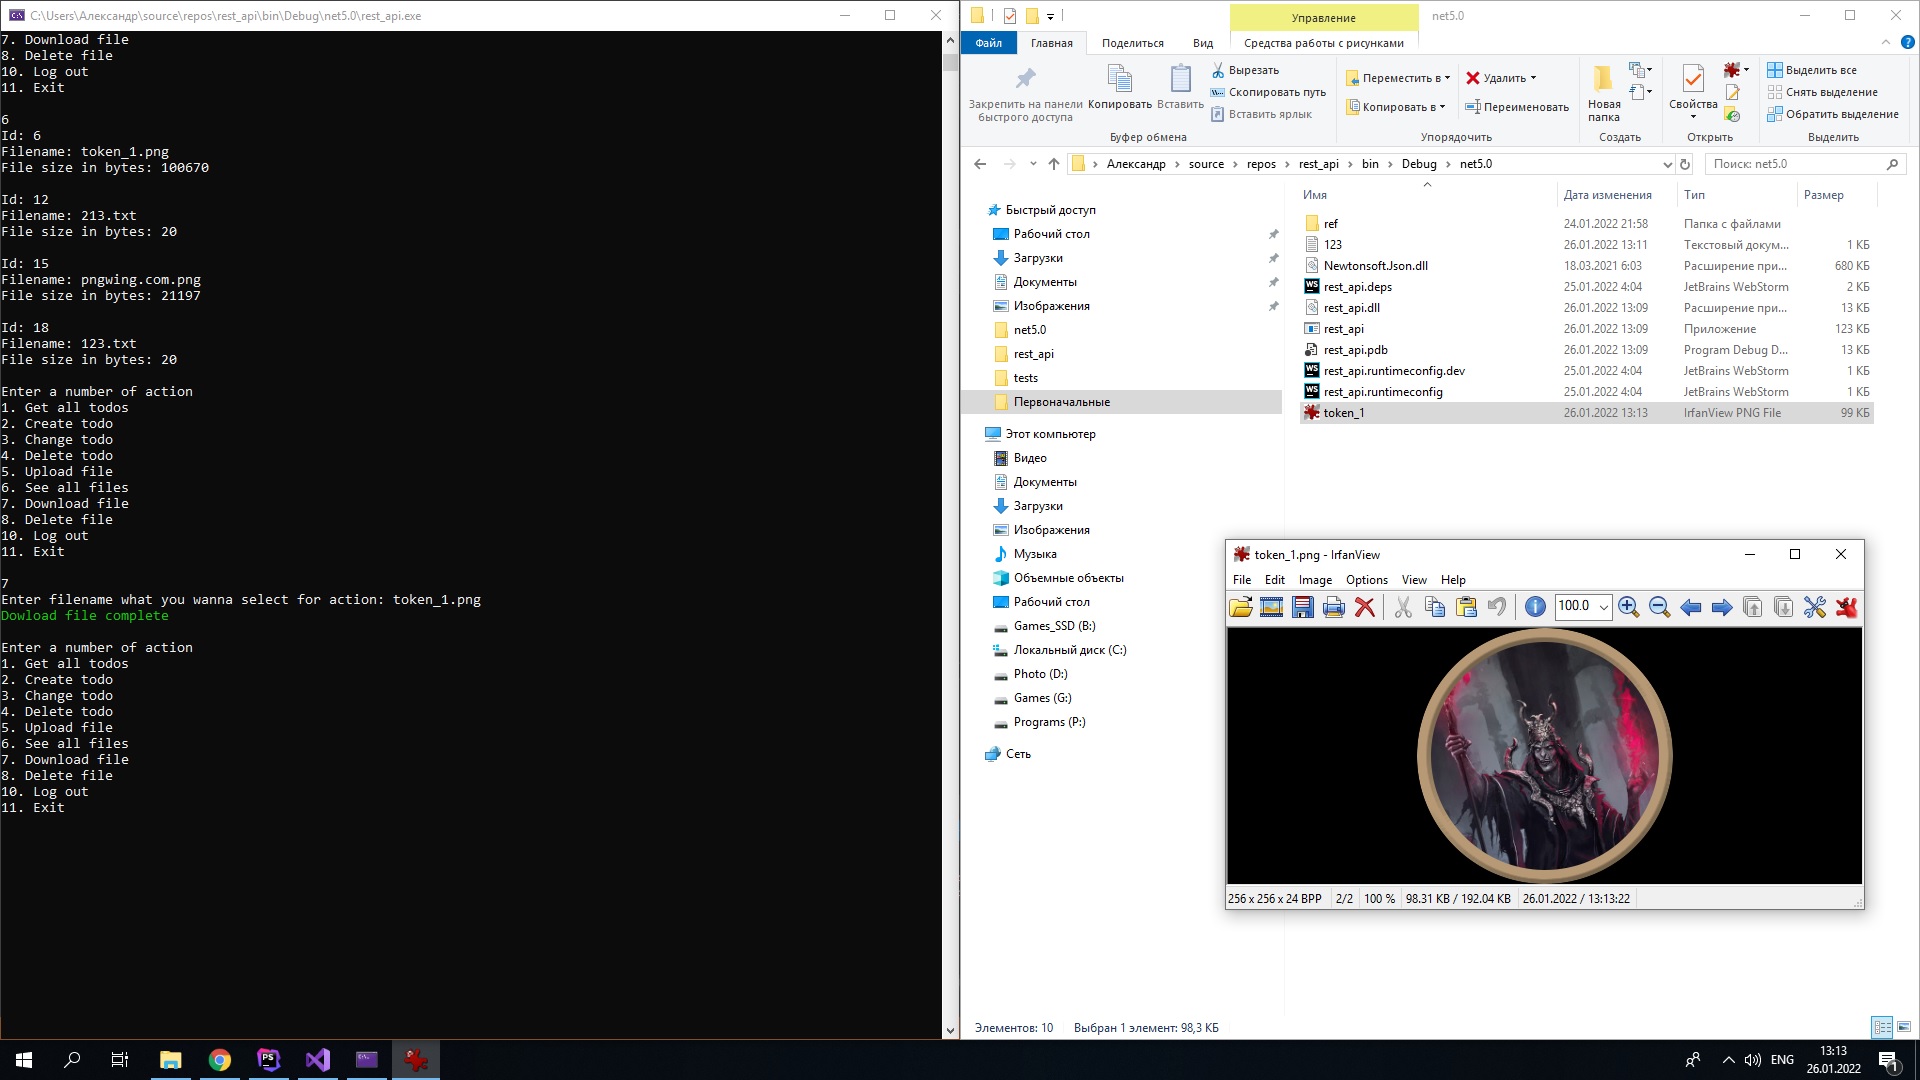 C:\Users\Александр\source\repos\rest_api\bin\Debug\net5.0\rest_api.exe
7. Download file
8. Delete file
10. Log out
11. Exit
6
Id: 6
Filename: token_1.png
File size in bytes: 100670
Id: 12
Filename: 213.txt
File size in bytes: 20
Id: 15
Filename: pngwing.com.png
File size in bytes: 21197
Id: 18
Filename: 123.txt
File size in bytes: 20
Enter a number of action
1. Get all todos
2. Create todo
3. Change todo
4. Delete todo
5. Upload file
6. See all files
7. Download file
8. Delete file
10. Log out
11. Exit
7
Enter filename what you wanna select for action: token_1.png
Dowload file complete
Enter a number of action
1. Get all todos
2. Create todo
3. Change todo
4. Delete todo
5. Upload file
6. See all files
7. Download file
8. Delete file
10. Log out
11. Exit
Управление
net5.0
Файл
Главная
Поделиться
Вид
Средства работы с рисунками
Закрепить на панели
быстрого доступа
Копировать
Вставить
Вырезать
Скопировать путь
Вставить ярлык
Буфер обмена
Переместить в
Копировать в
Удалить
Переименовать
Упорядочить
Новая
папка
Создать
Свойства
Открыть
Выделить все
Снять выделение
Обратить выделение
Выделить
Александр
source
repos
rest_api
bin
Debug
net5.0
Поиск: net5.0
Быстрый доступ
Рабочий стол
Загрузки
Документы
Изображения
net5.0
rest_api
tests
Первоначальные
Этот компьютер
Видео
Документы
Загрузки
Изображения
Музыка
Объемные объекты
Рабочий стол
Games_SSD (B:)
Локальный диск (C:)
Photo (D:)
Games (G:)
Programs (P:)
Сеть
Имя Дата изменения Тип Размер
ref 24.01.2022 21:58 Папка с файлами
123 26.01.2022 13:11 Текстовый докум... 1 КБ
Newtonsoft.Json.dll 18.03.2021 6:03 Расширение при... 680 КБ
rest_api.deps 25.01.2022 4:04 JetBrains WebStorm 2 КБ
rest_api.dll 26.01.2022 13:09 Расширение при... 13 КБ
rest_api 26.01.2022 13:09 Приложение 123 КБ
rest_api.pdb 26.01.2022 13:09 Program Debug D... 13 КБ
rest_api.runtimeconfig.dev 25.01.2022 4:04 JetBrains WebStorm 1 КБ
rest_api.runtimeconfig 25.01.2022 4:04 JetBrains WebStorm 1 КБ
token_1 26.01.2022 13:13 IrfanView PNG File 99 КБ
token_1.png - IrfanView
File Edit Image Options View Help
100.0
256 x 256 x 24 BPP 2/2 100 % 98.31 KB / 192.04 KB 26.01.2022 / 13:13:22
Элементов: 10 Выбран 1 элемент: 98,3 КБ
PS
ENG
13:13
26.01.2022
1